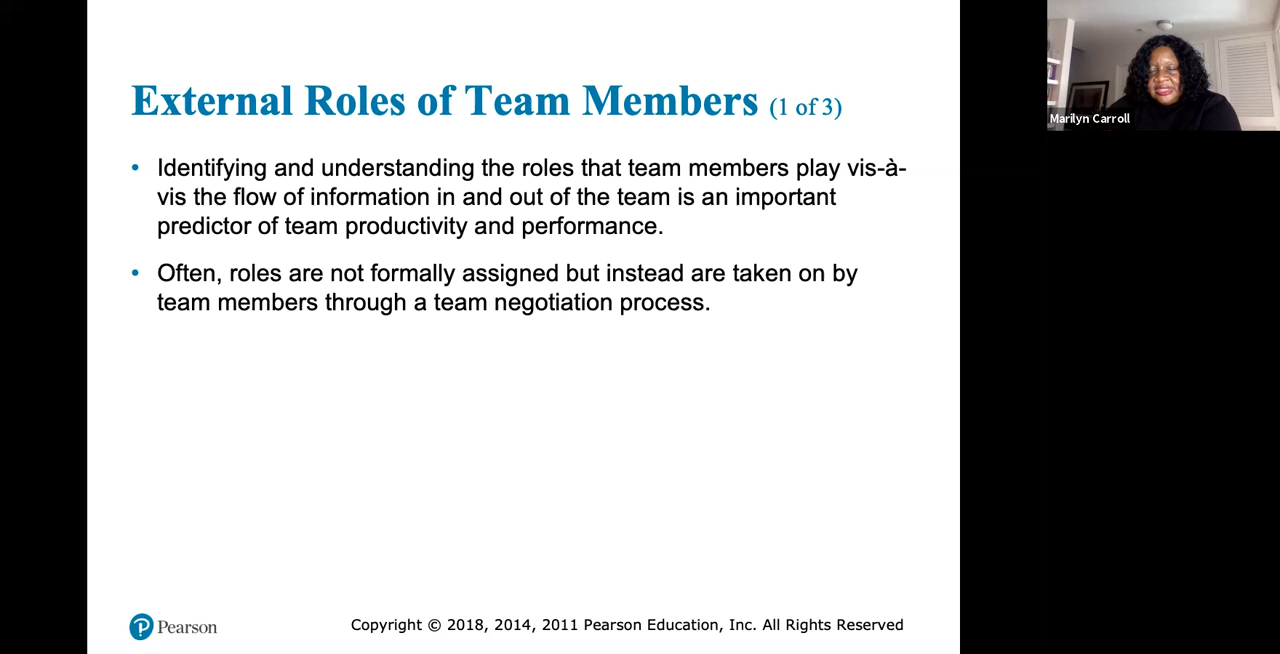 External Roles of Team Members (1 of 3)
Marilyn Carroll
• Identifying and understanding the roles that team members play vis-à-
vis the flow of information in and out of the team is an important
predictor of team productivity and performance.
• Often, roles are not formally assigned but instead are taken on by
team members through a team negotiation process.
Pearson
Copyright © 2018, 2014, 2011 Pearson Education, Inc. All Rights Reserved